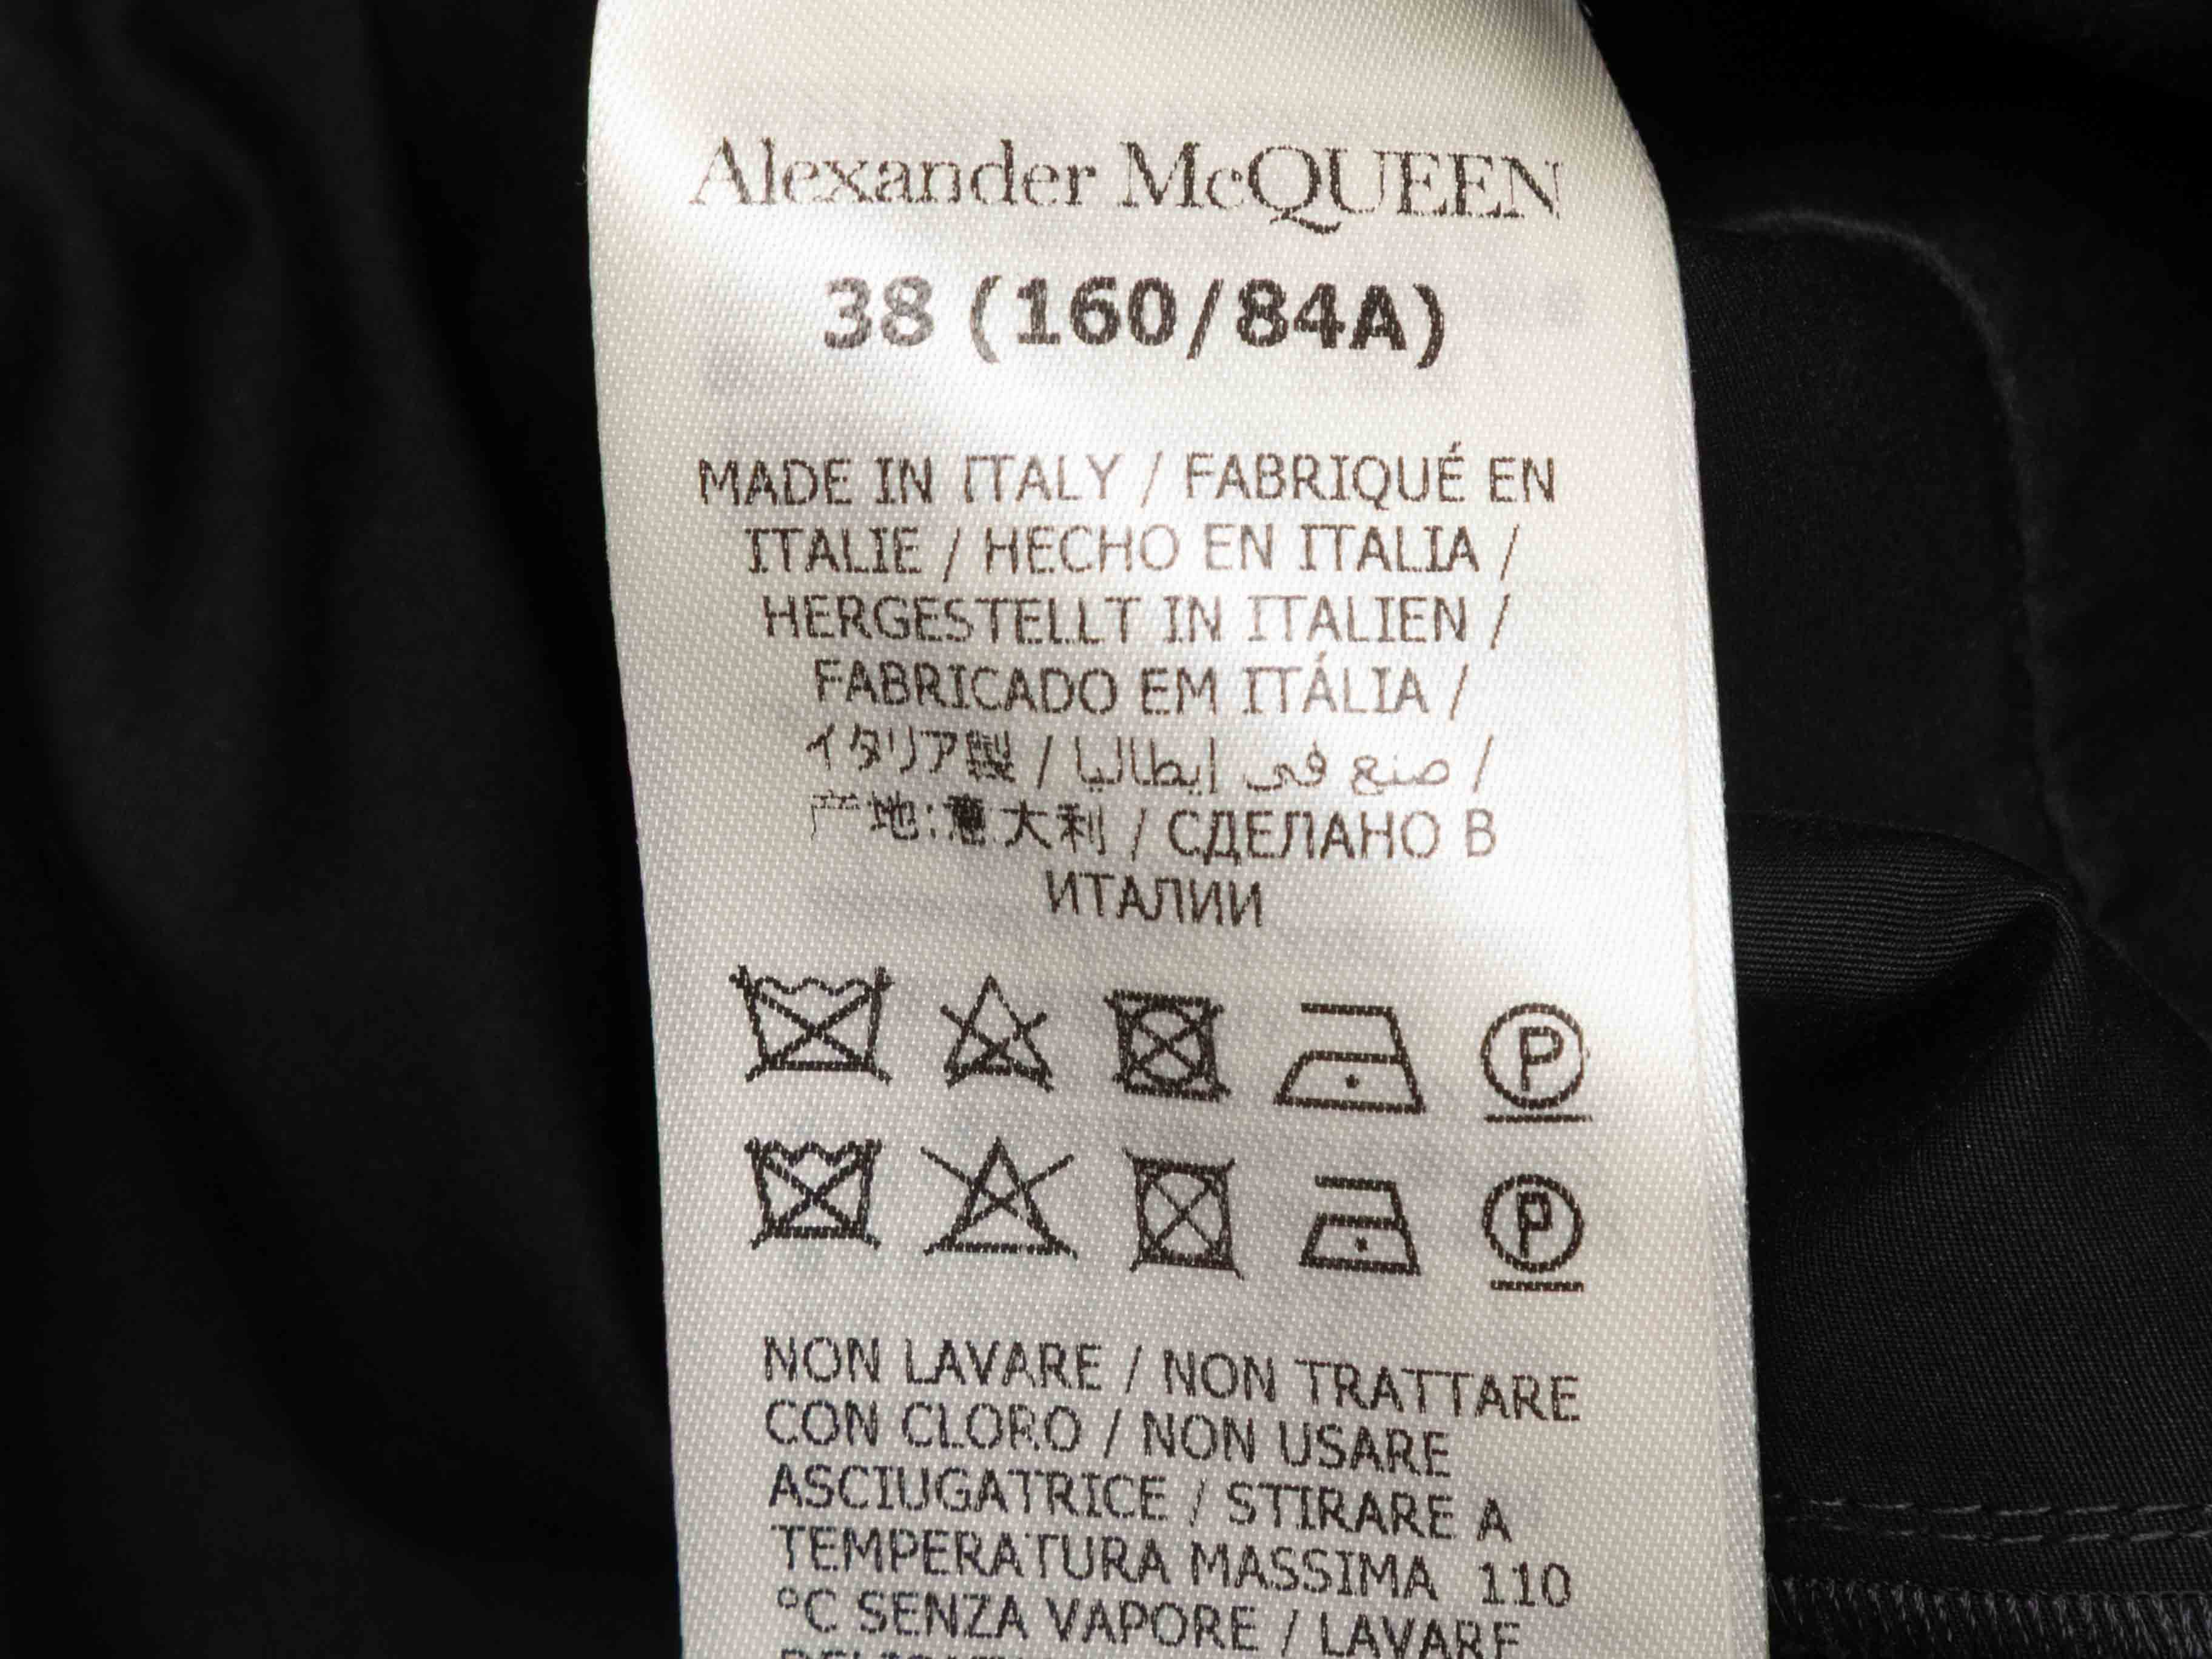 Alexander McQUEEN
38 (160/84A)
MADE IN ITALY / FABRIQUÉ EN
ITALIE / HECHO EN ITALIA /
HERGESTELLT IN ITALIEN /
FABRICADO EM ITÁLIA /
イタリア製 / صنع في إيطاليا /
产地:意大利 / СДЕЛАНО В
ИТАЛИИ
P
P
NON LAVARE / NON TRATTARE
CON CLORO / NON USARE
ASCIUGATRICE / STIRARE A
TEMPERATURA MASSIMA 110
°C SENZA VAPORE / LAVARE